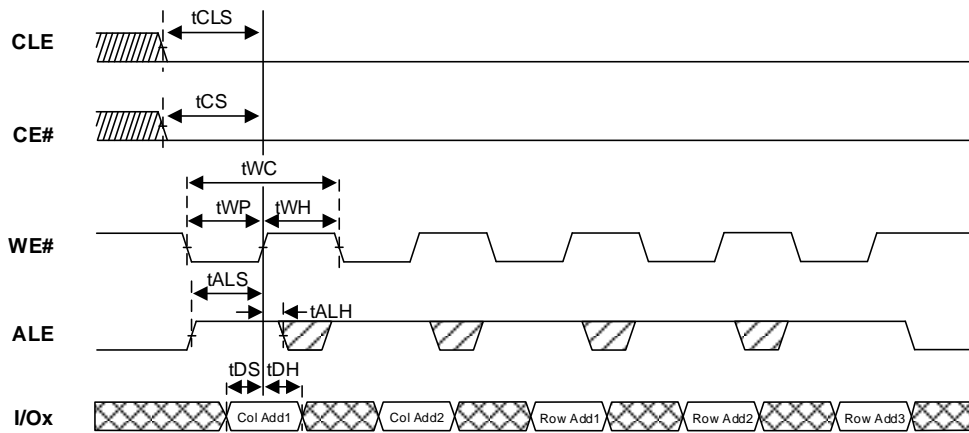 tCLS
CLE
tCS
CE#
tWC
tWP tWH
WE#
tALS
tALH
ALE
tDS tDH
I/Ox Col Add1 Col Add2 Row Add1 Row Add2 Row Add3